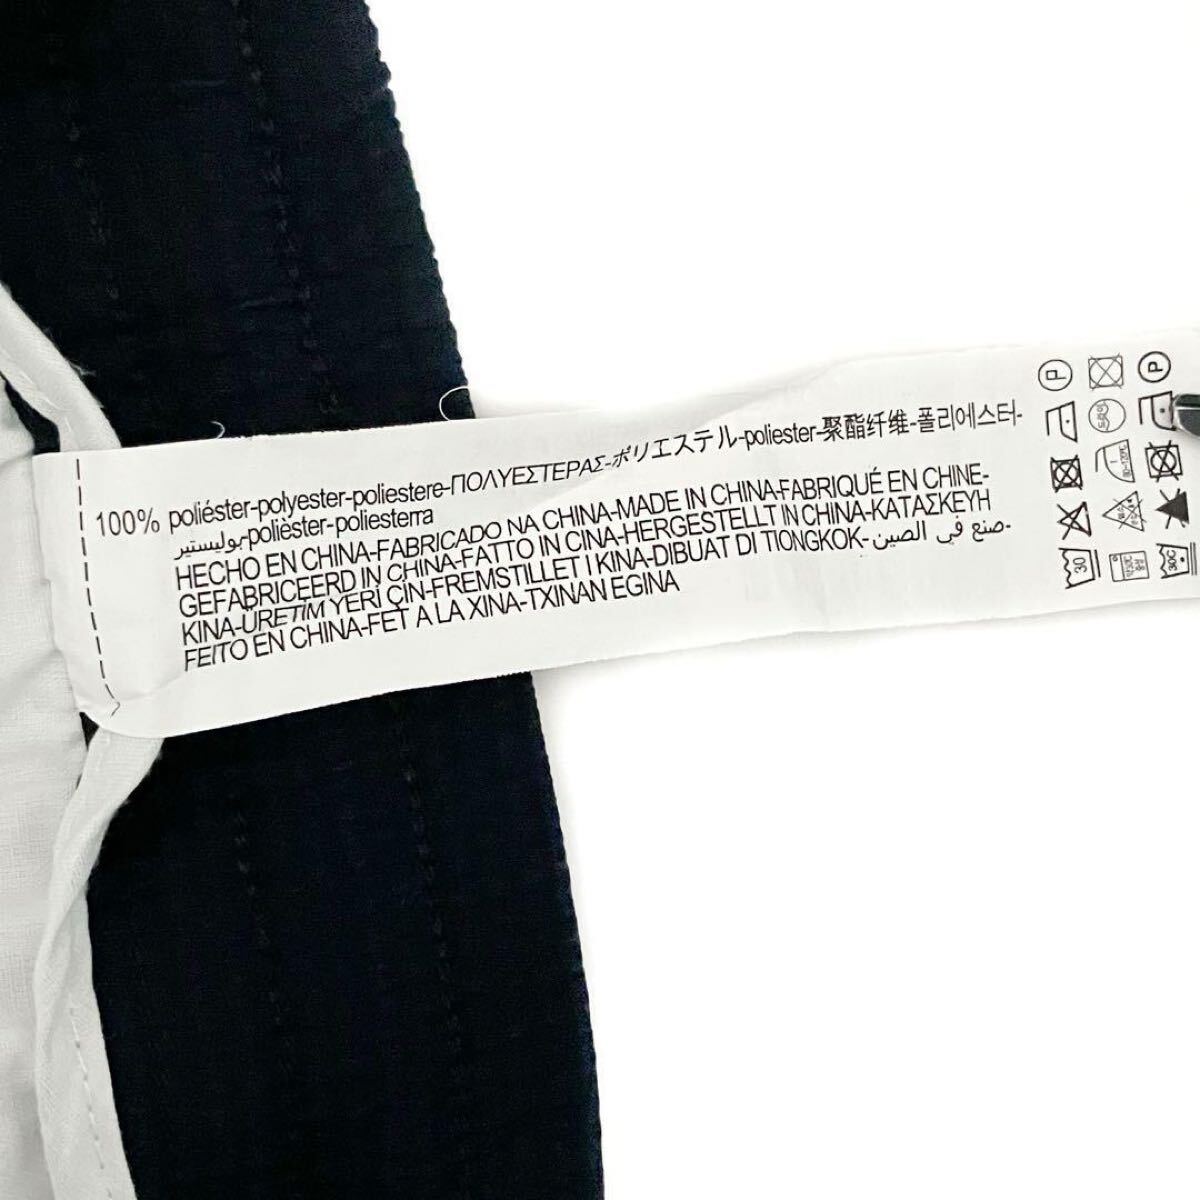 100% poliéster-polyester-poliestere-ΠΟΛΥΕΣΤΕΡΑΣ-ポリエステル-poliester-聚酯纤维-폴리에스터-
بوليستير-polièster-poliesterra
HECHO EN CHINA-FABRICADO NA CHINA-MADE IN CHINA-FABRIQUÉ EN CHINE-
GEFABRICEERD IN CHINA-FATTO IN CINA-HERGESTELLT IN CHINA-ΚΑΤΑΣΚΕΥΗ
KINA-ÜRETIM YERİ ÇİN-FREMSTILLET I KINA-DIBUAT DI TIONGKOK-صنع في الصين-
FEITO EN CHINA-FET A LA XINA-TXINAN EGINA
P
P
30
30C